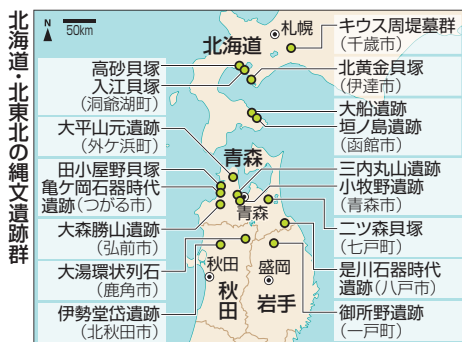 北海道・北東北の縄文遺跡群
N
50km
札幌
北海道
キウス周堤墓群
(千歳市)
高砂貝塚
入江貝塚
(洞爺湖町)
北黄金貝塚
(伊達市)
大船遺跡
垣ノ島遺跡
(函館市)
大平山元遺跡
(外ケ浜町)
青森
田小屋野貝塚
亀ケ岡石器時代
遺跡(つがる市)
三内丸山遺跡
小牧野遺跡
(青森市)
青森
大森勝山遺跡
(弘前市)
二ツ森貝塚
(七戸町)
大湯環状列石
(鹿角市)
秋田
盛岡
是川石器時代
遺跡(八戸市)
秋田
岩手
伊勢堂岱遺跡
(北秋田市)
御所野遺跡
(一戸町)